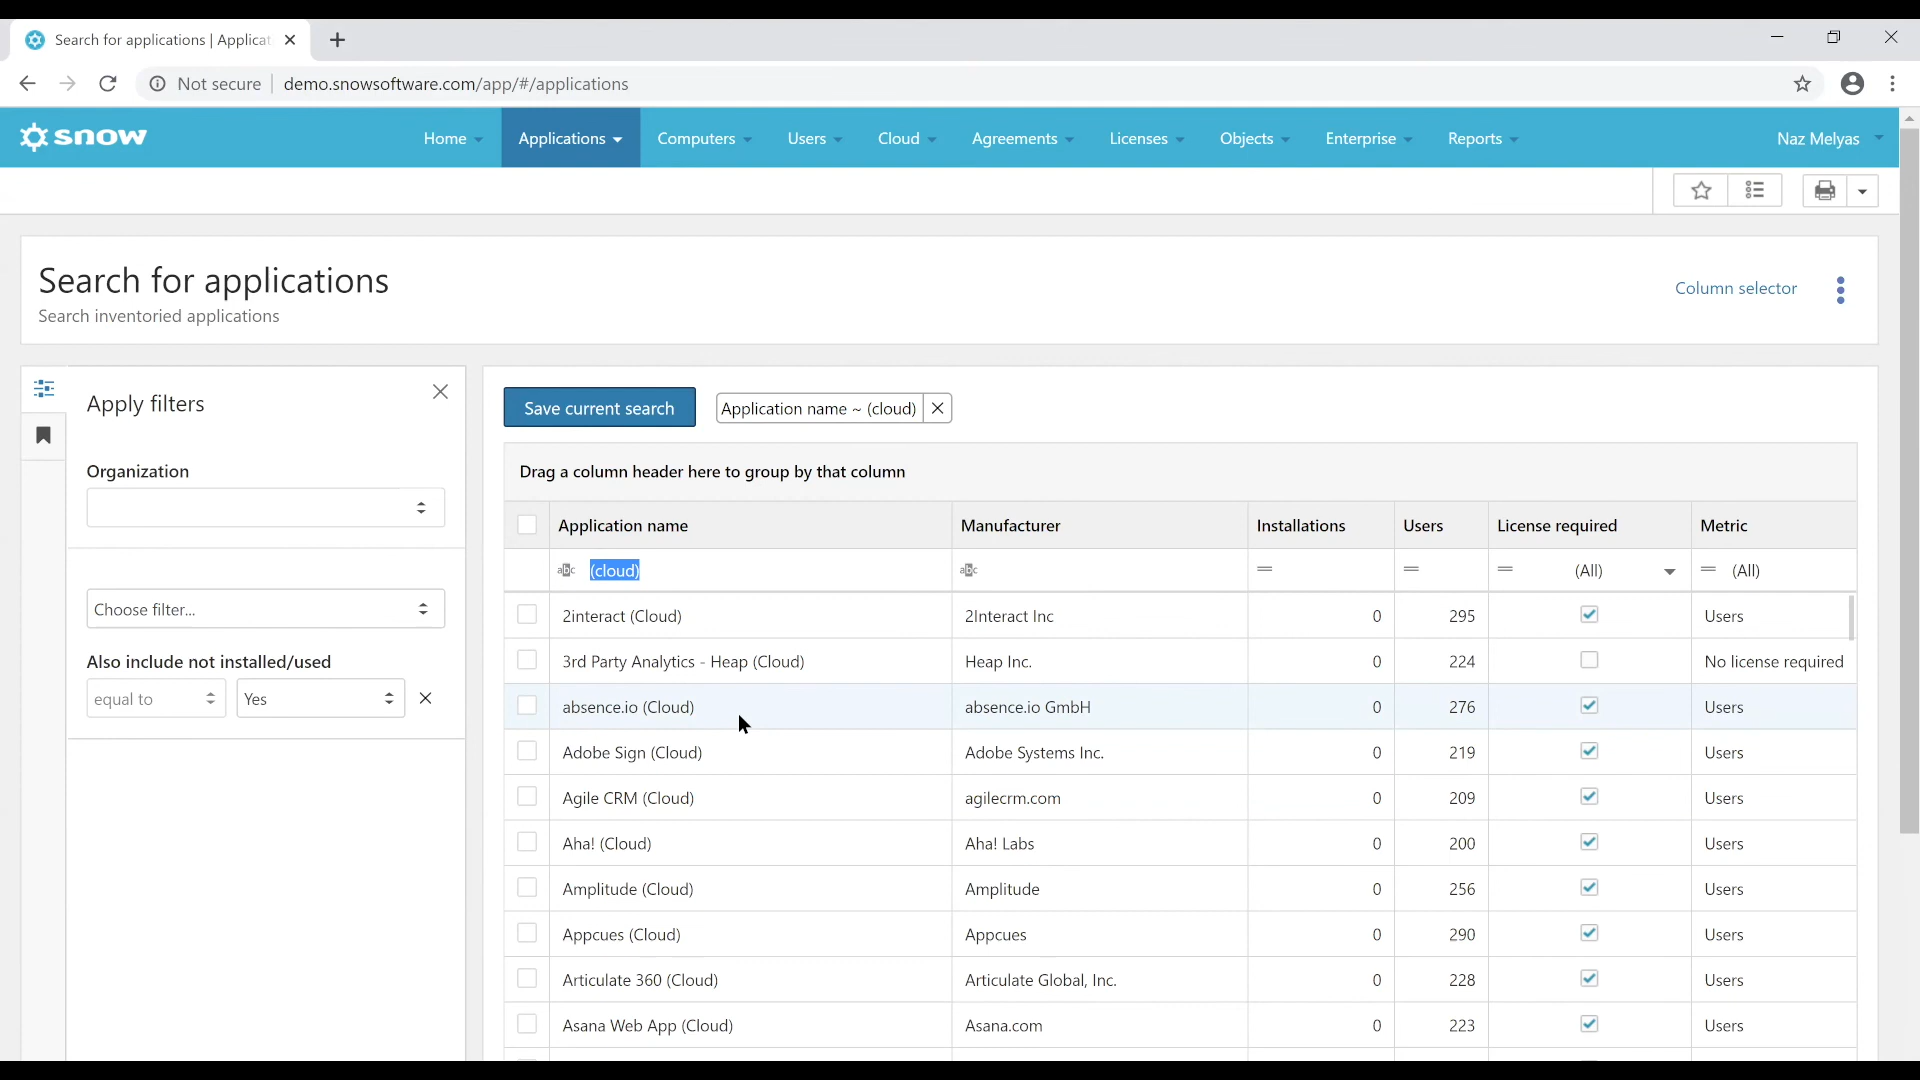 Search for applications | Applicat
Not secure | demo.snowsoftware.com/app/#/applications
snow
Home Applications Computers Users Cloud Agreements Licenses Objects Enterprise Reports Naz Melyas
Search for applications
Search inventoried applications
Column selector
Apply filters
Organization
Choose filter...
Also include not installed/used
equal to Yes
Save current search Application name ~ (cloud)
Drag a column header here to group by that column
Application name Manufacturer Installations Users License required Metric
aBc (cloud) aBc = = = (All) = (All)
2interact (Cloud) 2Interact Inc 0 295 Users
3rd Party Analytics - Heap (Cloud) Heap Inc. 0 224 No license required
absence.io (Cloud) absence.io GmbH 0 276 Users
Adobe Sign (Cloud) Adobe Systems Inc. 0 219 Users
Agile CRM (Cloud) agilecrm.com 0 209 Users
Aha! (Cloud) Aha! Labs 0 200 Users
Amplitude (Cloud) Amplitude 0 256 Users
Appcues (Cloud) Appcues 0 290 Users
Articulate 360 (Cloud) Articulate Global, Inc. 0 228 Users
Asana Web App (Cloud) Asana.com 0 223 Users